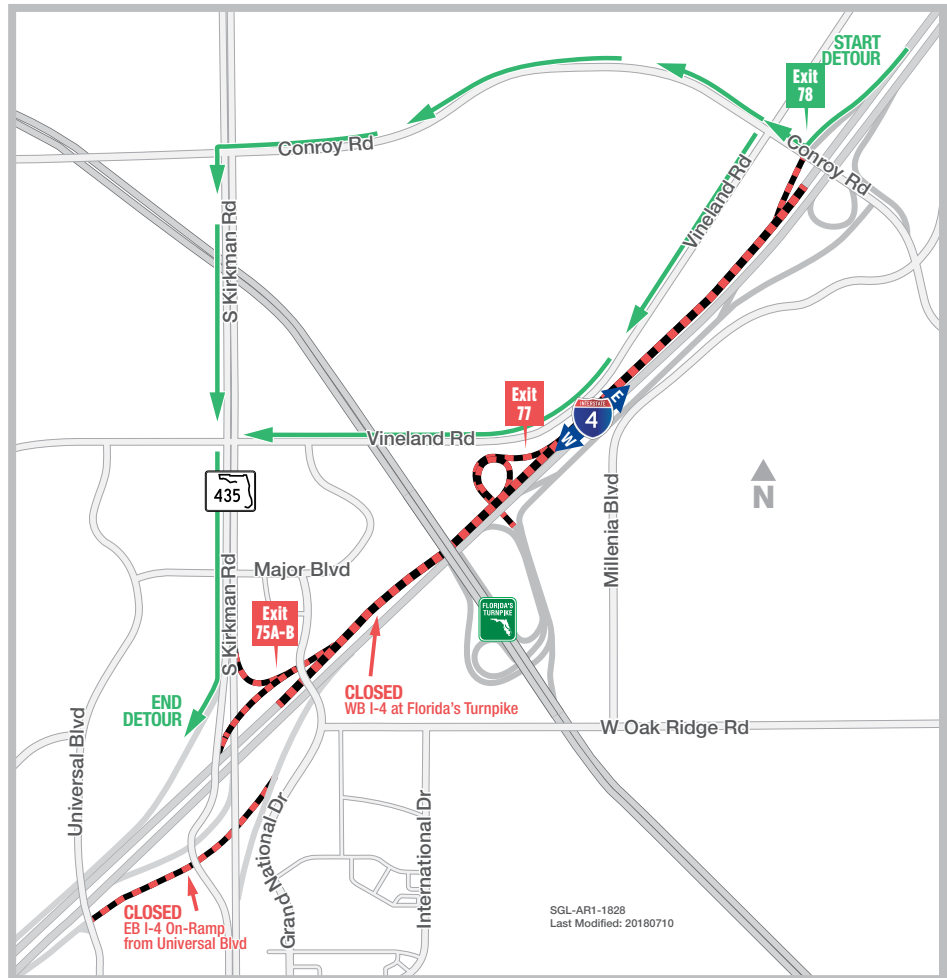 START
DETOUR
Exit
78
Conroy Rd
Conroy Rd
Vineland Rd
S Kirkman Rd
Exit
77
INTERSTATE
4
E
W
Vineland Rd
435
N
Millenia Blvd
Major Blvd
Exit
75A-B
FLORIDA'S
TURNPIKE
S Kirkman Rd
CLOSED
WB I-4 at Florida's Turnpike
END
DETOUR
W Oak Ridge Rd
Universal Blvd
Grand National Dr
International Dr
CLOSED
EB I-4 On-Ramp
from Universal Blvd
SGL-AR1-1828
Last Modified: 20180710